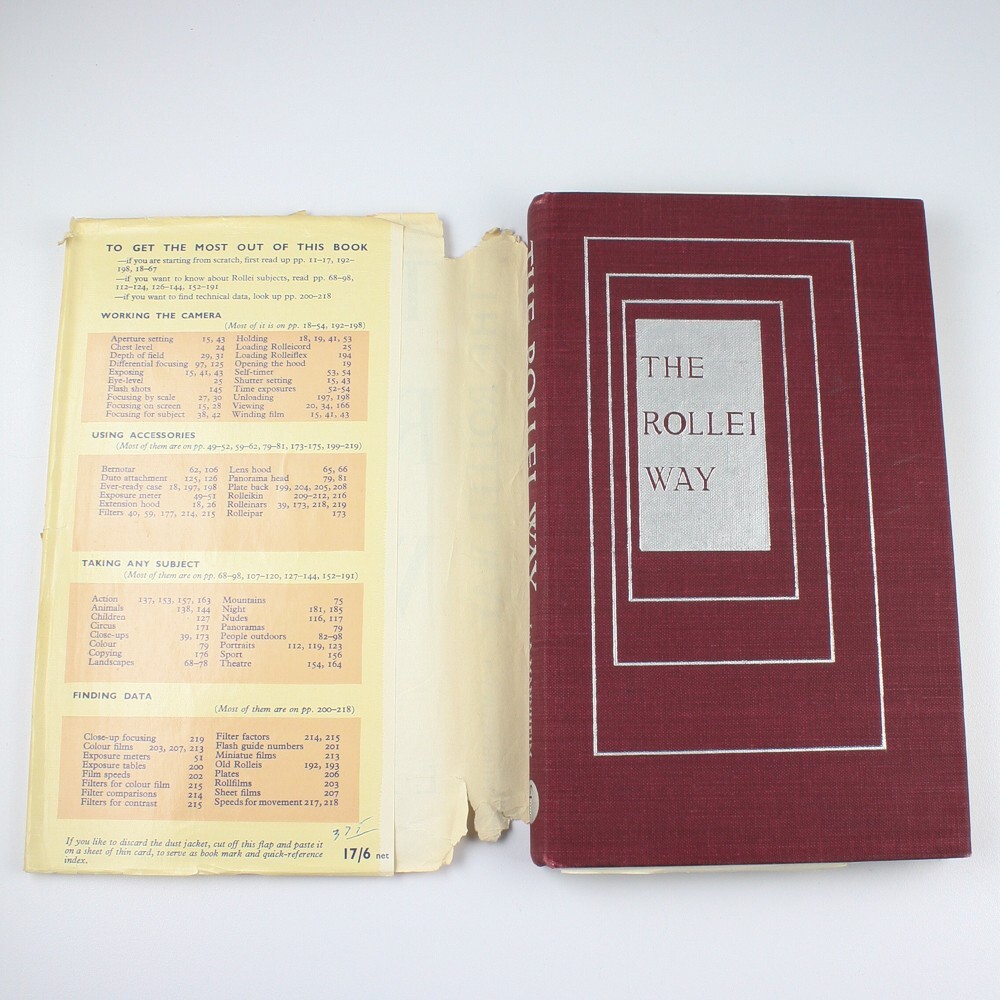 TO GET THE MOST OUT OF THIS BOOK
—if you are starting from scratch, first read up pp. 11–17, 192–
198, 18–67
—if you want to know about Rollei subjects, read pp. 68–98,
112–124, 126–144, 152–191
—if you want to find technical data, look up pp. 200–218
WORKING THE CAMERA
(Most of it is on pp. 18–54, 192–198)
Aperture setting 15, 43
Chest level 24
Depth of field 29, 31
Differential focusing 97, 125
Exposing 15, 41, 43
Eye-level 25
Flash shots 145
Focusing by scale 27, 30
Focusing on screen 15, 28
Focusing for subject 38, 42
Holding 18, 19, 41, 53
Loading Rolleicord 25
Loading Rolleiflex 194
Opening the hood 19
Self-timer 53, 54
Shutter setting 15, 43
Time exposures 52–54
Unloading 197, 198
Viewing 20, 34, 166
Winding film 15, 41, 43
USING ACCESSORIES
(Most of them are on pp. 49–52, 59–62, 79–81, 173–175, 199–219)
Bernotar 62, 106
Duto attachment 125, 126
Ever-ready case 18, 197, 198
Exposure meter 49–51
Extension hood 18, 26
Filters 40, 59, 177, 214, 215
Lens hood 65, 66
Panorama head 79, 81
Plate back 199, 204, 205, 208
Rolleikin 209–212, 216
Rolleinars 39, 173, 218, 219
Rolleipar 173
TAKING ANY SUBJECT
(Most of them are on pp. 68–98, 107–120, 127–144, 152–191)
Action 137, 153, 157, 163
Animals 138, 144
Children 127
Circus 171
Close-ups 39, 173
Colour 79
Copying 176
Landscapes 68–78
Mountains 75
Night 181, 185
Nudes 116, 117
Panoramas 79
People outdoors 82–98
Portraits 112, 119, 123
Sport 156
Theatre 154, 164
FINDING DATA
(Most of them are on pp. 200–218)
Close-up focusing 219
Colour films 203, 207, 213
Exposure meters 51
Exposure tables 200
Film speeds 202
Filters for colour film 215
Filter comparisons 214
Filters for contrast 215
Filter factors 214, 215
Flash guide numbers 201
Miniatue films 213
Old Rolleis 192, 193
Plates 206
Rollfilms 203
Sheet films 207
Speeds for movement 217, 218
If you like to discard the dust jacket, cut off this flap and paste it
on a sheet of thin card, to serve as book mark and quick-reference
index.
17/6 net
THE ROLLEI WAY
THE
ROLLEI
WAY